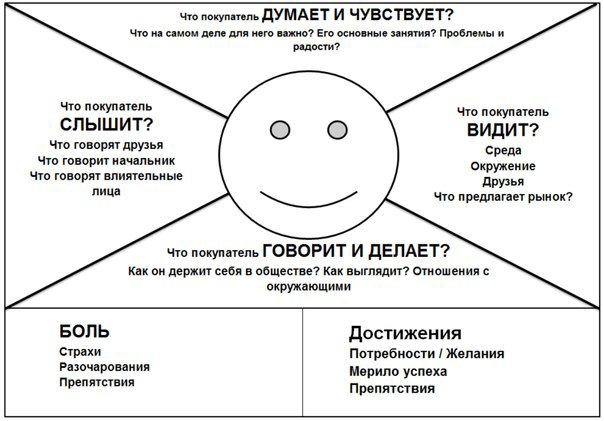 Что покупатель ДУМАЕТ И ЧУВСТВУЕТ?
Что на самом деле для него важно? Его основные занятия? Проблемы и
радости?
Что покупатель
СЛЫШИТ?
Что говорят друзья
Что говорит начальник
Что говорят влиятельные
лица
Что покупатель
ВИДИТ?
Среда
Окружение
Друзья
Что предлагает рынок?
Что покупатель ГОВОРИТ И ДЕЛАЕТ?
Как он держит себя в обществе? Как выглядит? Отношения с
окружающими
БОЛЬ
Страхи
Разочарования
Препятствия
Достижения
Потребности / Желания
Мерило успеха
Препятствия